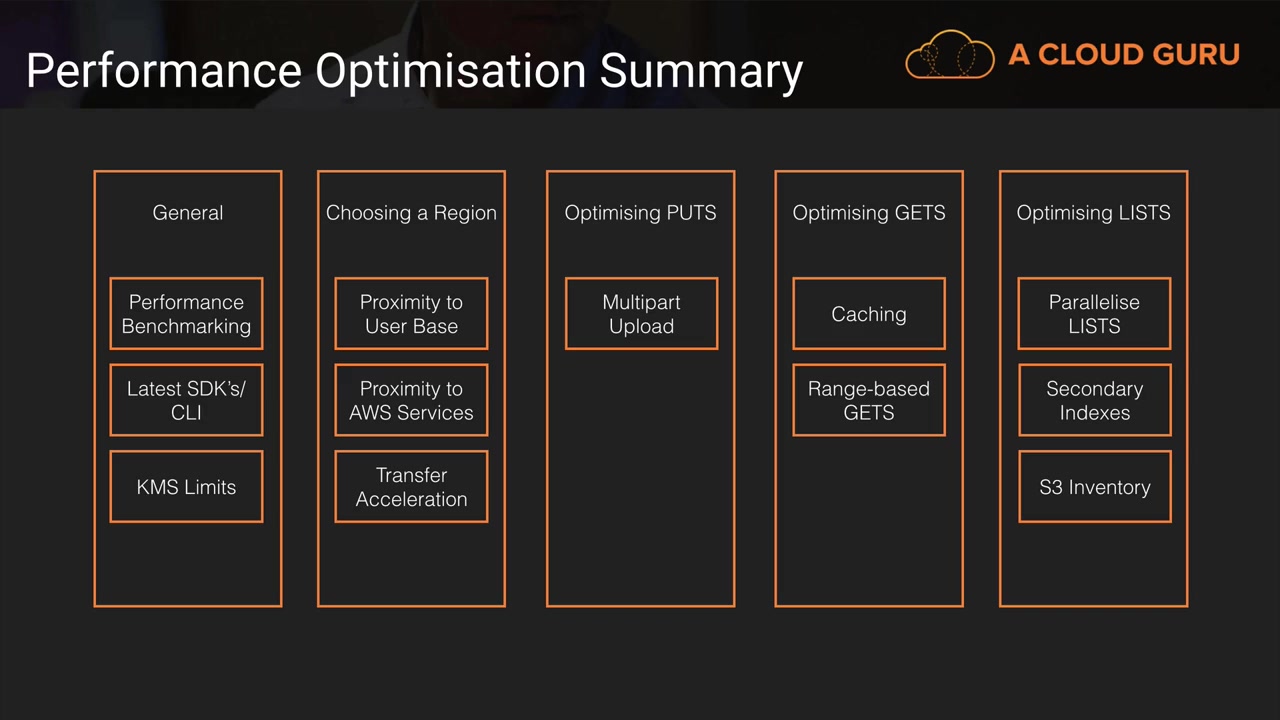 Performance Optimisation Summary
A CLOUD GURU
General
Performance
Benchmarking
Latest SDK's/
CLI
KMS Limits
Choosing a Region
Proximity to
User Base
Proximity to
AWS Services
Transfer
Acceleration
Optimising PUTS
Multipart
Upload
Optimising GETS
Caching
Range-based
GETS
Optimising LISTS
Parallelise
LISTS
Secondary
Indexes
S3 Inventory